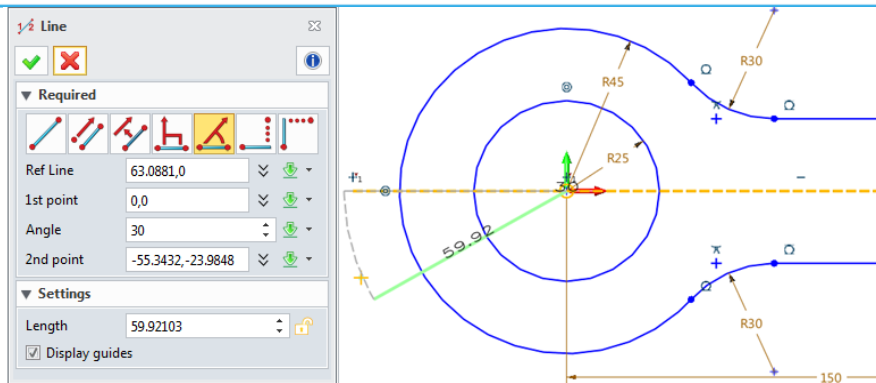 Line
Required
Ref Line 63.0881,0
1st point 0,0
Angle 30
2nd point -55.3432,-23.9848
Settings
Length 59.92103
Display guides
R45
R30
R25
30
59.92
R30
150